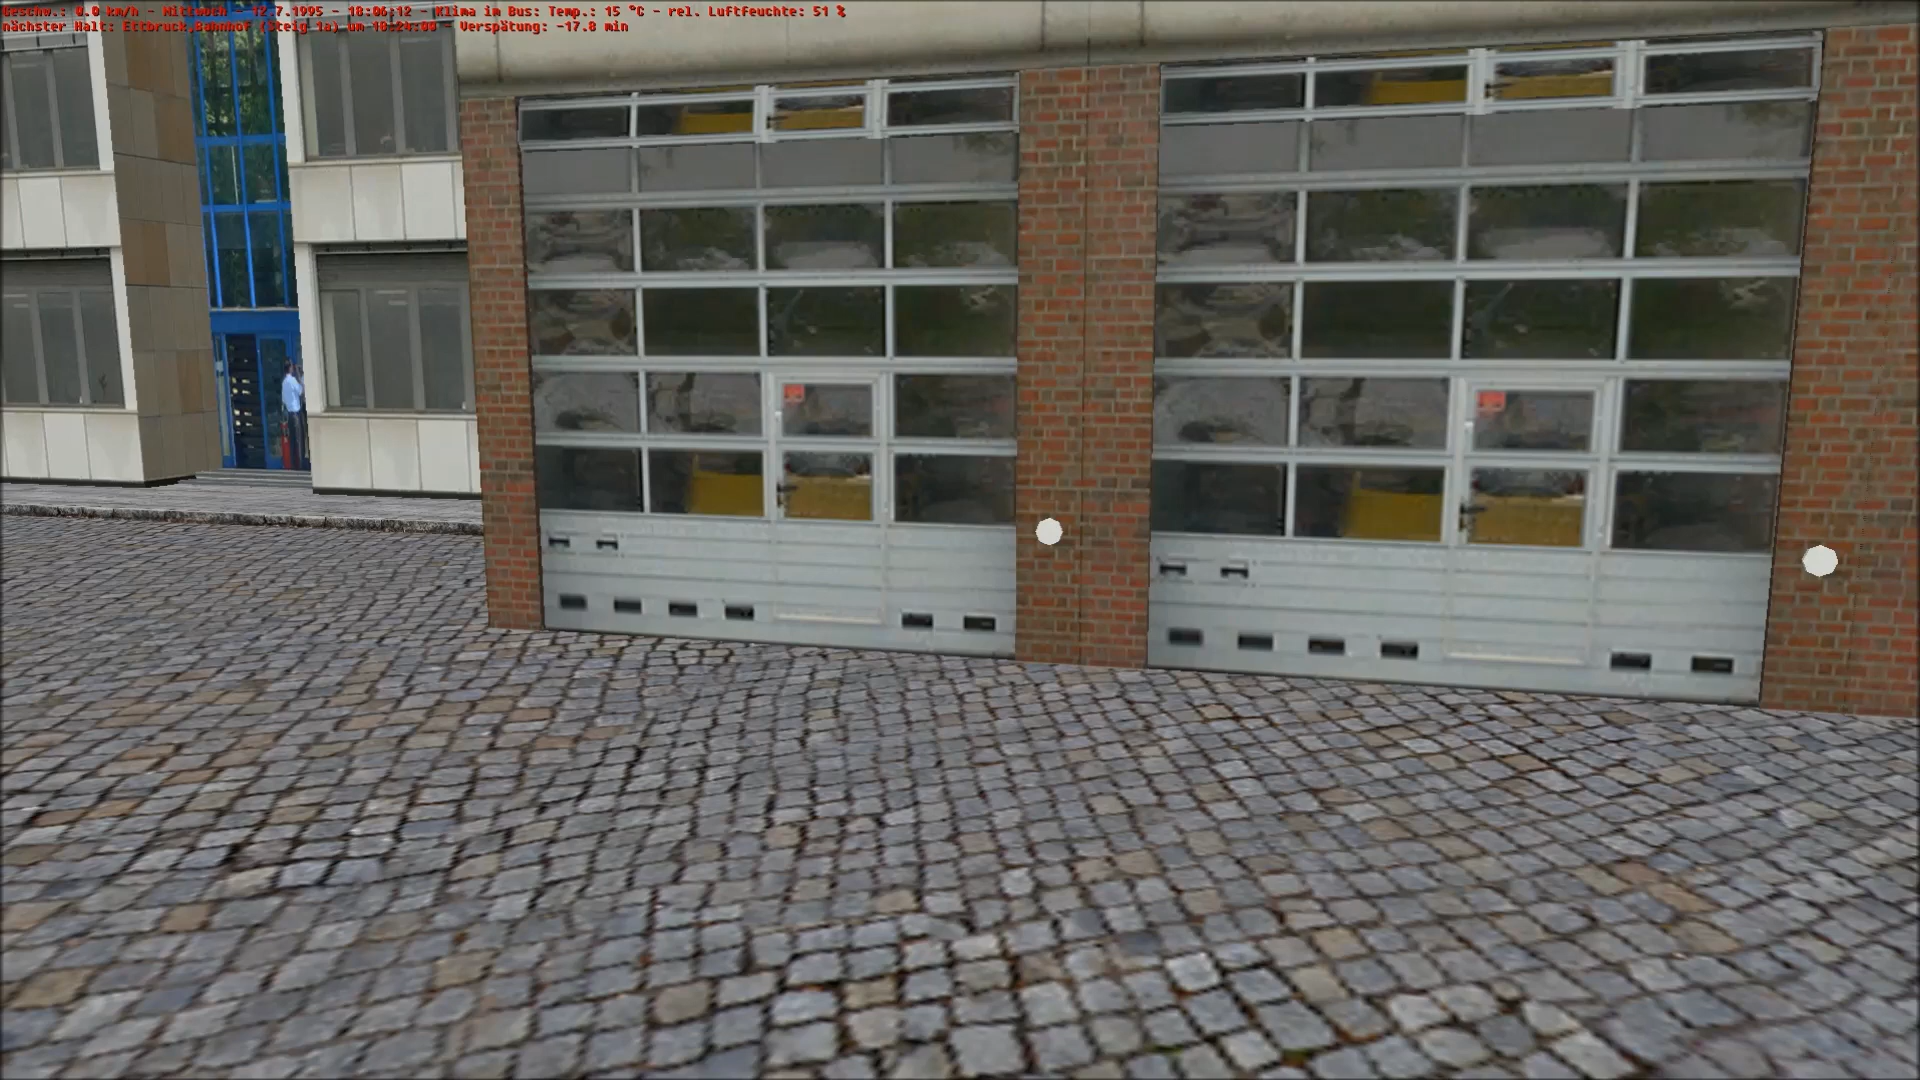 Geschw.: 0.0 km/h - Mittwoch - 12.7.1995 - 18:06:12 - Klima im Bus: Temp.: 15 °C - rel. Luftfeuchte: 51 %
nächster Halt: Ettbruck,Bahnhof (Steig 1a) um 18:24:00 - Verspätung: -17.8 min